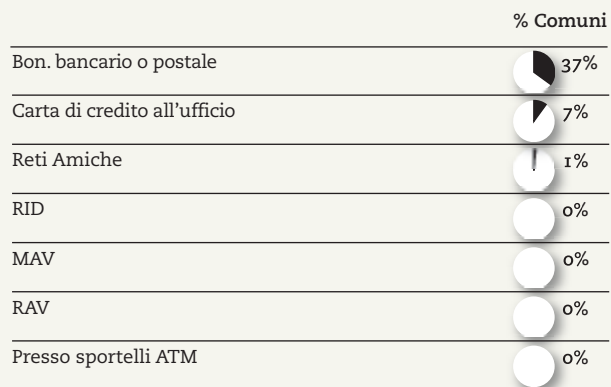 % Comuni
Bon. bancario o postale 37%
Carta di credito all'ufficio 7%
Reti Amiche 1%
RID 0%
MAV 0%
RAV 0%
Presso sportelli ATM 0%